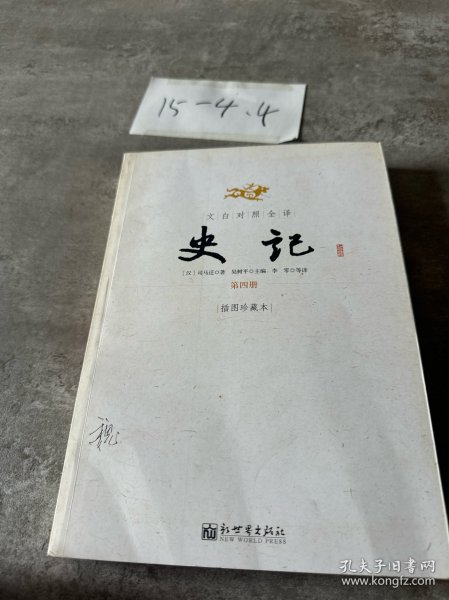 15-4.4
文白对照全译
史记
[汉]司马迁◎著 吴树平◎主编 李零◎等译
第四册
插图珍藏本
魏
新世界出版社
NEW WORLD PRESS
孔夫子旧书网
www.kongfz.com